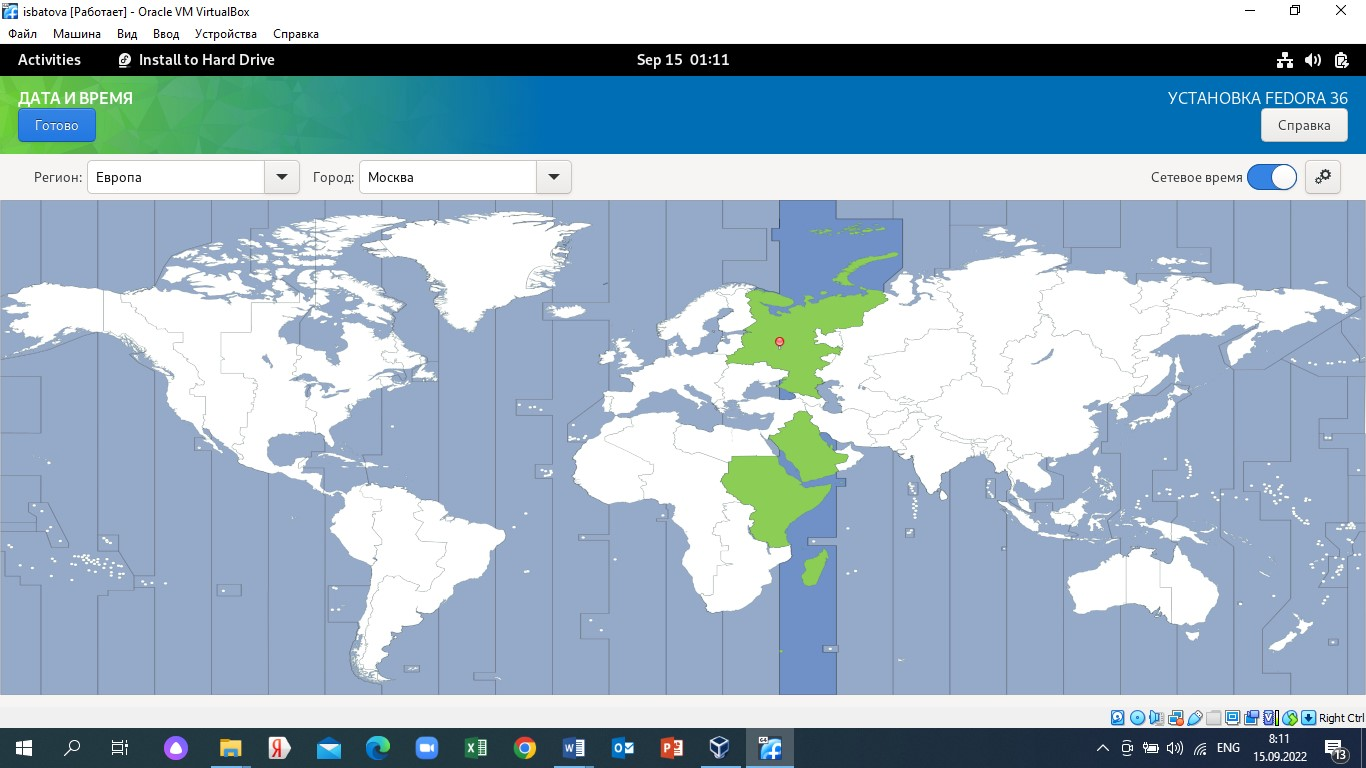 isbatova [Работает] - Oracle VM VirtualBox
Файл Машина Вид Ввод Устройства Справка
Activities Install to Hard Drive Sep 15 01:11
ДАТА И ВРЕМЯ УСТАНОВКА FEDORA 36
Готово Справка
Регион: Европа Город: Москва Сетевое время
Right Ctrl
ENG 8:11
15.09.2022
13